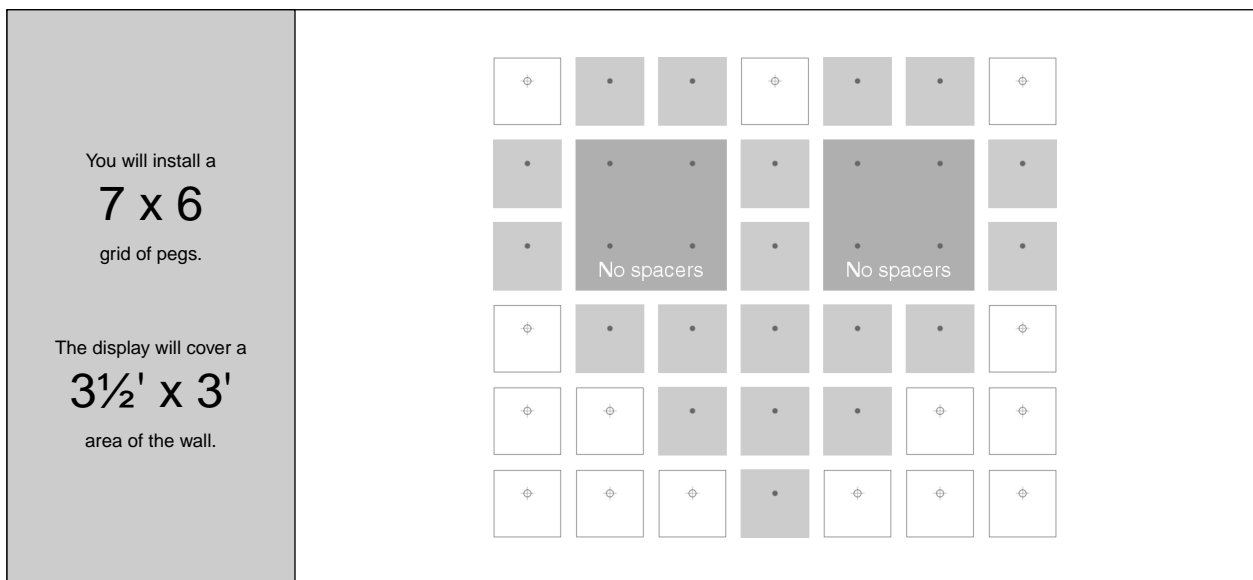 You will install a
7 x 6
grid of pegs.
The display will cover a
3½' x 3'
area of the wall.
No spacers
No spacers